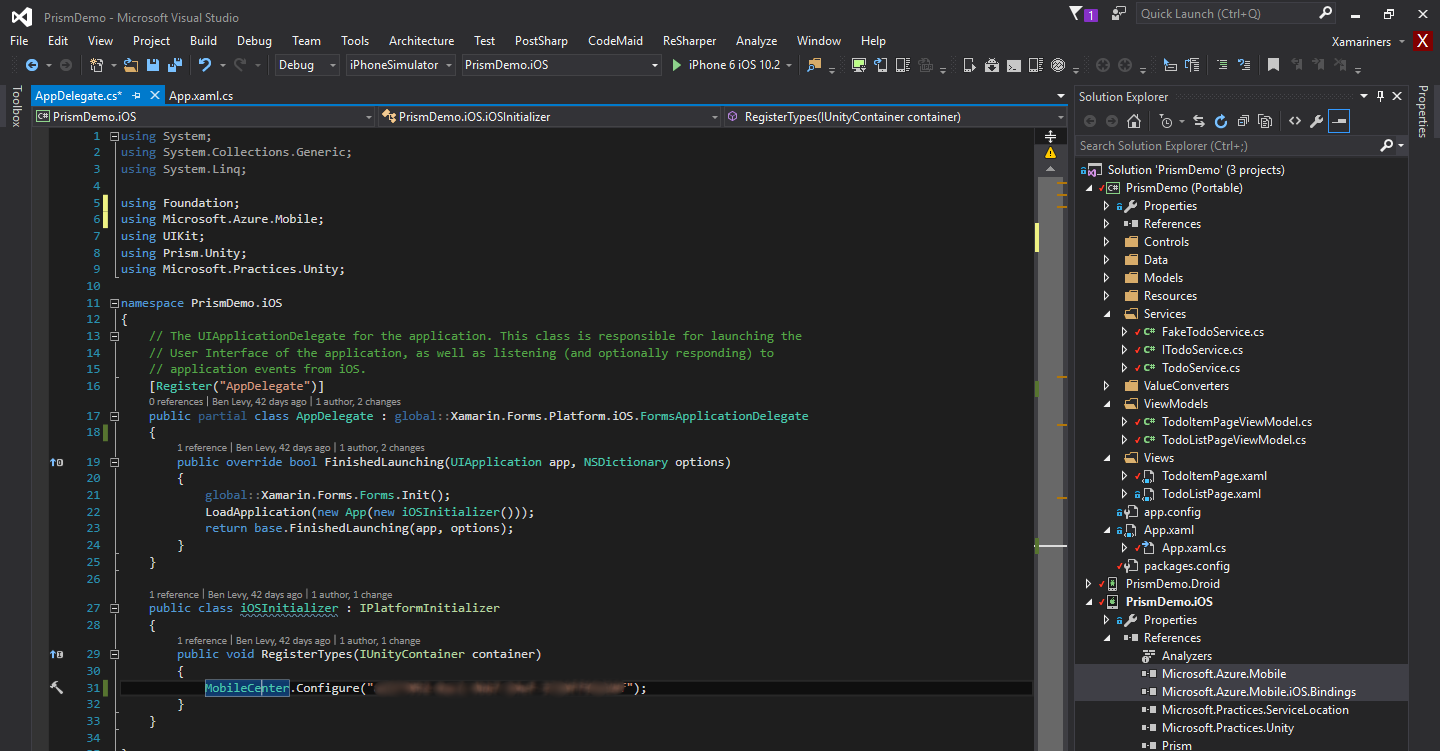 PrismDemo - Microsoft Visual Studio
1
Quick Launch (Ctrl+Q)
File Edit View Project Build Debug Team Tools Architecture Test PostSharp CodeMaid ReSharper Analyze Window Help
Xamariners X
Debug iPhoneSimulator PrismDemo.iOS iPhone 6 iOS 10.2
Toolbox
AppDelegate.cs* App.xaml.cs
PrismDemo.iOS PrismDemo.iOS.iOSInitializer RegisterTypes(IUnityContainer container)
1 using System;
2 using System.Collections.Generic;
3 using System.Linq;
4
5 using Foundation;
6 using Microsoft.Azure.Mobile;
7 using UIKit;
8 using Prism.Unity;
9 using Microsoft.Practices.Unity;
10
11 namespace PrismDemo.iOS
12 {
13 // The UIApplicationDelegate for the application. This class is responsible for launching the
14 // User Interface of the application, as well as listening (and optionally responding) to
15 // application events from iOS.
16 [Register("AppDelegate")]
0 references | Ben Levy, 42 days ago | 1 author, 2 changes
17 public partial class AppDelegate : global::Xamarin.Forms.Platform.iOS.FormsApplicationDelegate
18 {
1 reference | Ben Levy, 42 days ago | 1 author, 2 changes
19 public override bool FinishedLaunching(UIApplication app, NSDictionary options)
20 {
21 global::Xamarin.Forms.Forms.Init();
22 LoadApplication(new App(new iOSInitializer()));
23 return base.FinishedLaunching(app, options);
24 }
25 }
26
1 reference | Ben Levy, 42 days ago | 1 author, 1 change
27 public class iOSInitializer : IPlatformInitializer
28 {
1 reference | Ben Levy, 42 days ago | 1 author, 1 change
29 public void RegisterTypes(IUnityContainer container)
30 {
31 MobileCenter.Configure(" ");
32 }
33 }
34
Solution Explorer
Search Solution Explorer (Ctrl+;)
Solution 'PrismDemo' (3 projects)
PrismDemo (Portable)
Properties
References
Controls
Data
Models
Resources
Services
FakeTodoService.cs
ITodoService.cs
TodoService.cs
ValueConverters
ViewModels
TodoItemPageViewModel.cs
TodoListPageViewModel.cs
Views
TodoItemPage.xaml
TodoListPage.xaml
app.config
App.xaml
App.xaml.cs
packages.config
PrismDemo.Droid
PrismDemo.iOS
Properties
References
Analyzers
Microsoft.Azure.Mobile
Microsoft.Azure.Mobile.iOS.Bindings
Microsoft.Practices.ServiceLocation
Microsoft.Practices.Unity
Prism
Properties